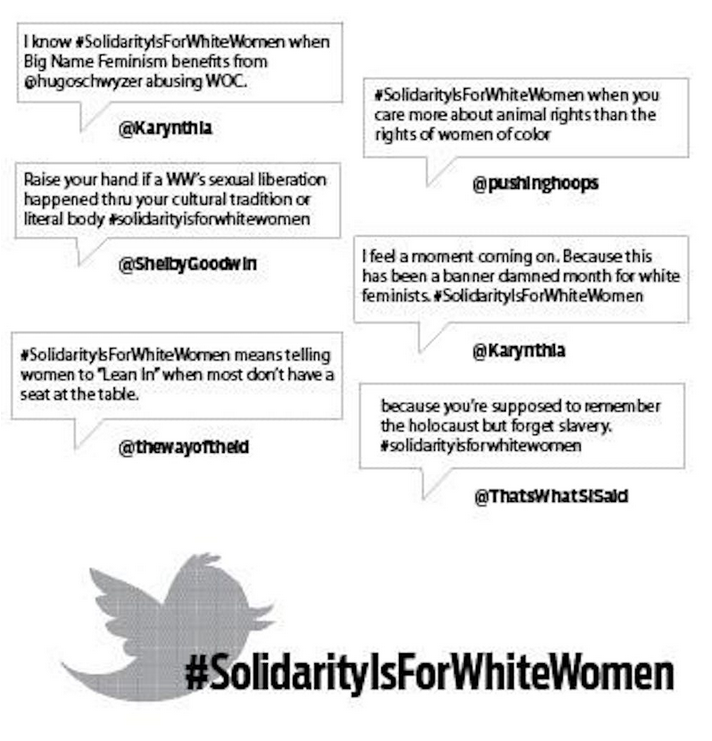 I know #SolidarityIsForWhiteWomen when
Big Name Feminism benefits from
@hugoschwyzer abusing WOC.
@Karynthia
Raise your hand if a WW's sexual liberation
happened thru your cultural tradition or
literal body #solidarityisforwhitewomen
@ShelbyGoodwin
#SolidarityIsForWhiteWomen means telling
women to "Lean In" when most don't have a
seat at the table.
@thewayoftheid
#SolidarityIsForWhiteWomen when you
care more about animal rights than the
rights of women of color
@pushinghoops
I feel a moment coming on. Because this
has been a banner damned month for white
feminists. #SolidarityIsForWhiteWomen
@Karynthia
because you're supposed to remember
the holocaust but forget slavery.
#solidarityisforwhitewomen
@ThatsWhatSiSaid
#SolidarityIsForWhiteWomen